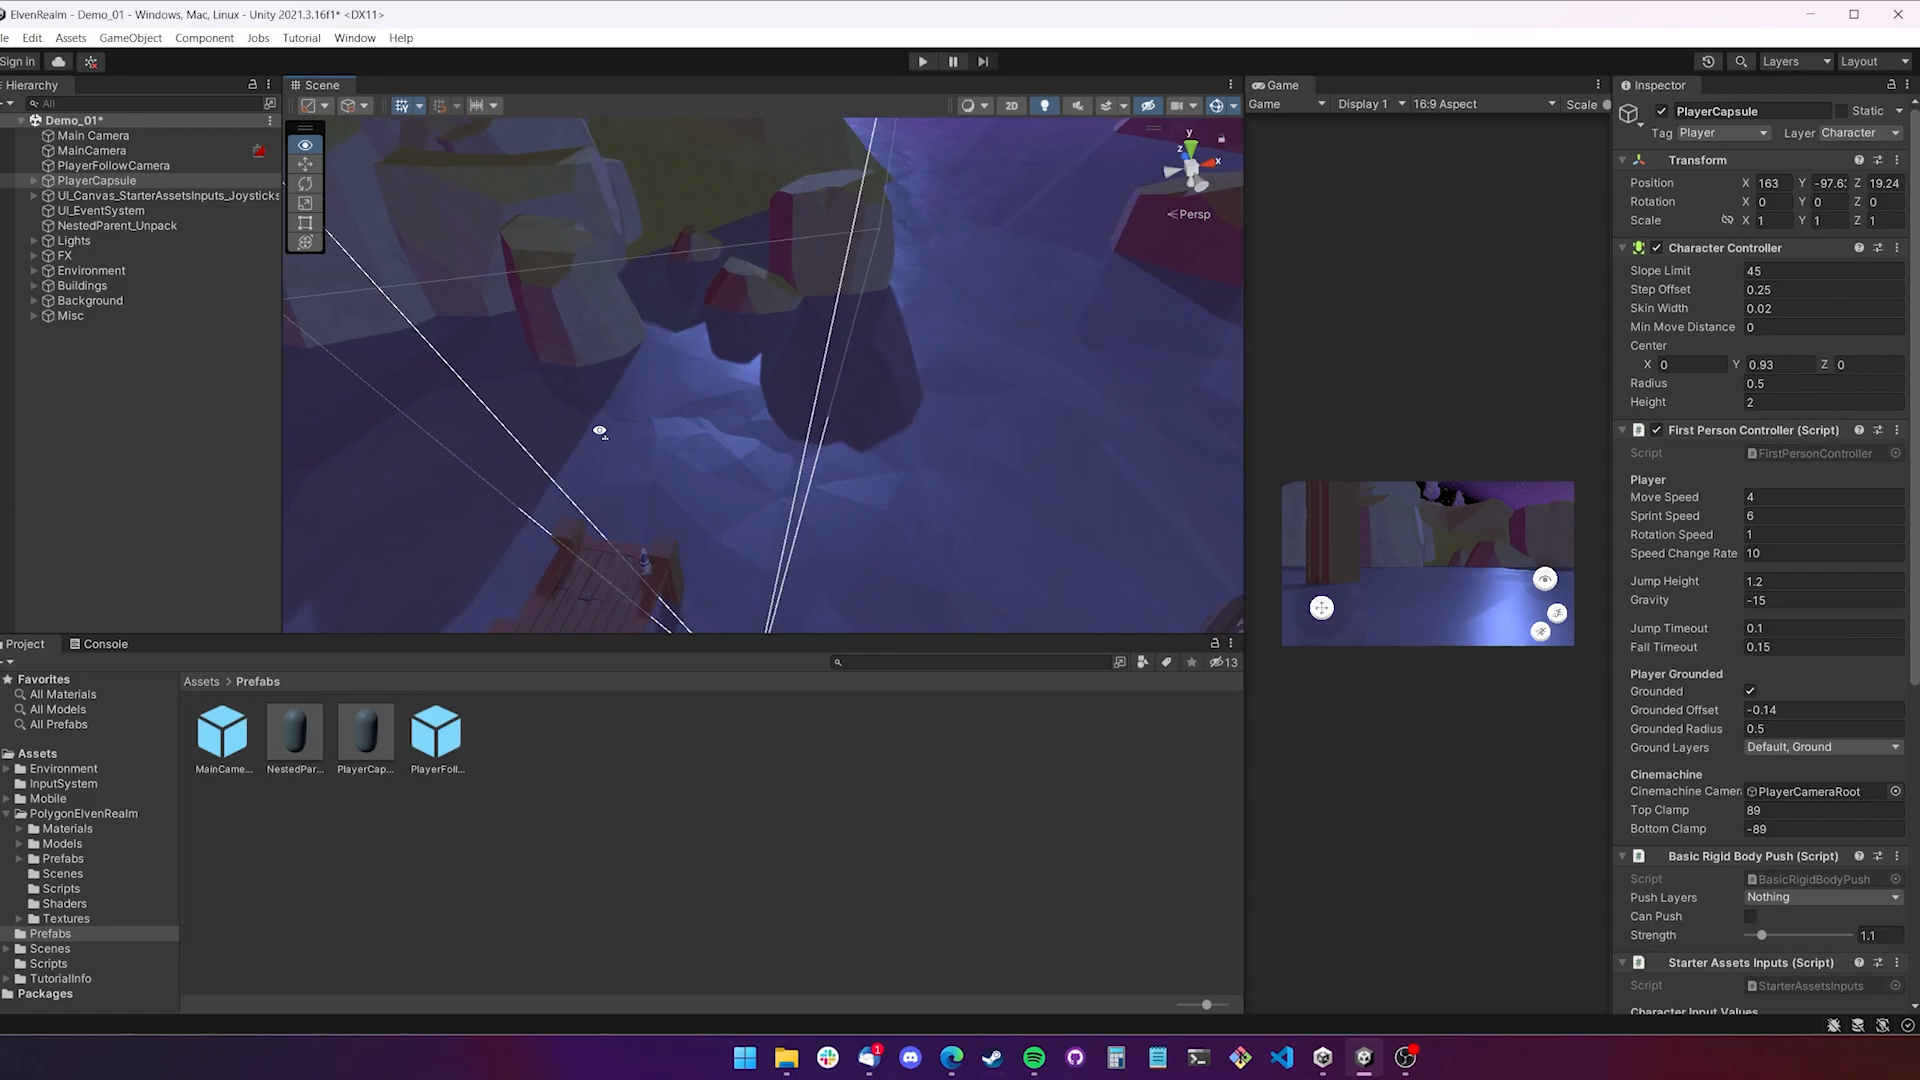 ElvenRealm - Demo_01 - Windows, Mac, Linux - Unity 2021.3.16f1* <DX11>
le Edit Assets GameObject Component Jobs Tutorial Window Help
Sign in
Layers
Layout
Hierarchy
All
Demo_01*
Main Camera
MainCamera
PlayerFollowCamera
PlayerCapsule
UI_Canvas_StarterAssetsInputs_Joysticks
UI_EventSystem
NestedParent_Unpack
Lights
FX
Environment
Buildings
Background
Misc
Scene
2D
y
z
x
Persp
Game
Game
Display 1
16:9 Aspect
Scale
Inspector
PlayerCapsule
Static
Tag Player
Layer Character
Transform
Position X 163 Y -97.6 Z 19.24
Rotation X 0 Y 0 Z 0
Scale X 1 Y 1 Z 1
Character Controller
Slope Limit 45
Step Offset 0.25
Skin Width 0.02
Min Move Distance 0
Center
X 0 Y 0.93 Z 0
Radius 0.5
Height 2
First Person Controller (Script)
Script FirstPersonController
Player
Move Speed 4
Sprint Speed 6
Rotation Speed 1
Speed Change Rate 10
Jump Height 1.2
Gravity -15
Jump Timeout 0.1
Fall Timeout 0.15
Player Grounded
Grounded
Grounded Offset -0.14
Grounded Radius 0.5
Ground Layers Default, Ground
Cinemachine
Cinemachine Camer PlayerCameraRoot
Top Clamp 89
Bottom Clamp -89
Basic Rigid Body Push (Script)
Script BasicRigidBodyPush
Push Layers Nothing
Can Push
Strength 1.1
Starter Assets Inputs (Script)
Script StarterAssetsInputs
Character Input Values
Project
Console
13
Favorites
All Materials
All Models
All Prefabs
Assets
Environment
InputSystem
Mobile
PolygonElvenRealm
Materials
Models
Prefabs
Scenes
Scripts
Shaders
Textures
Prefabs
Scenes
Scripts
TutorialInfo
Packages
Assets > Prefabs
MainCame...
NestedPar...
PlayerCap...
PlayerFoll...
1